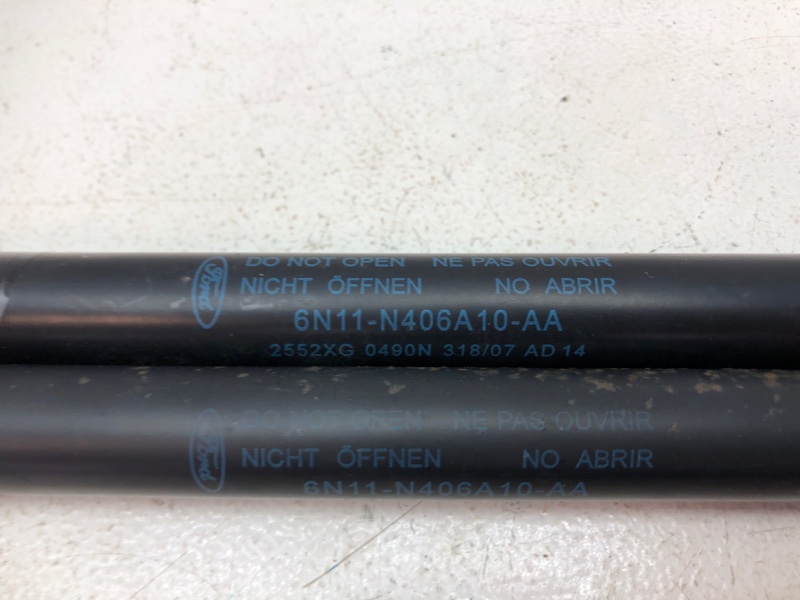 DO NOT OPEN NE PAS OUVRIR
Ford
NICHT ÖFFNEN NO ABRIR
6N11-N406A10-AA
2552XG 0490N 318/07 AD 14
DO NOT OPEN NE PAS OUVRIR
Ford
NICHT ÖFFNEN NO ABRIR
6N11-N406A10-AA